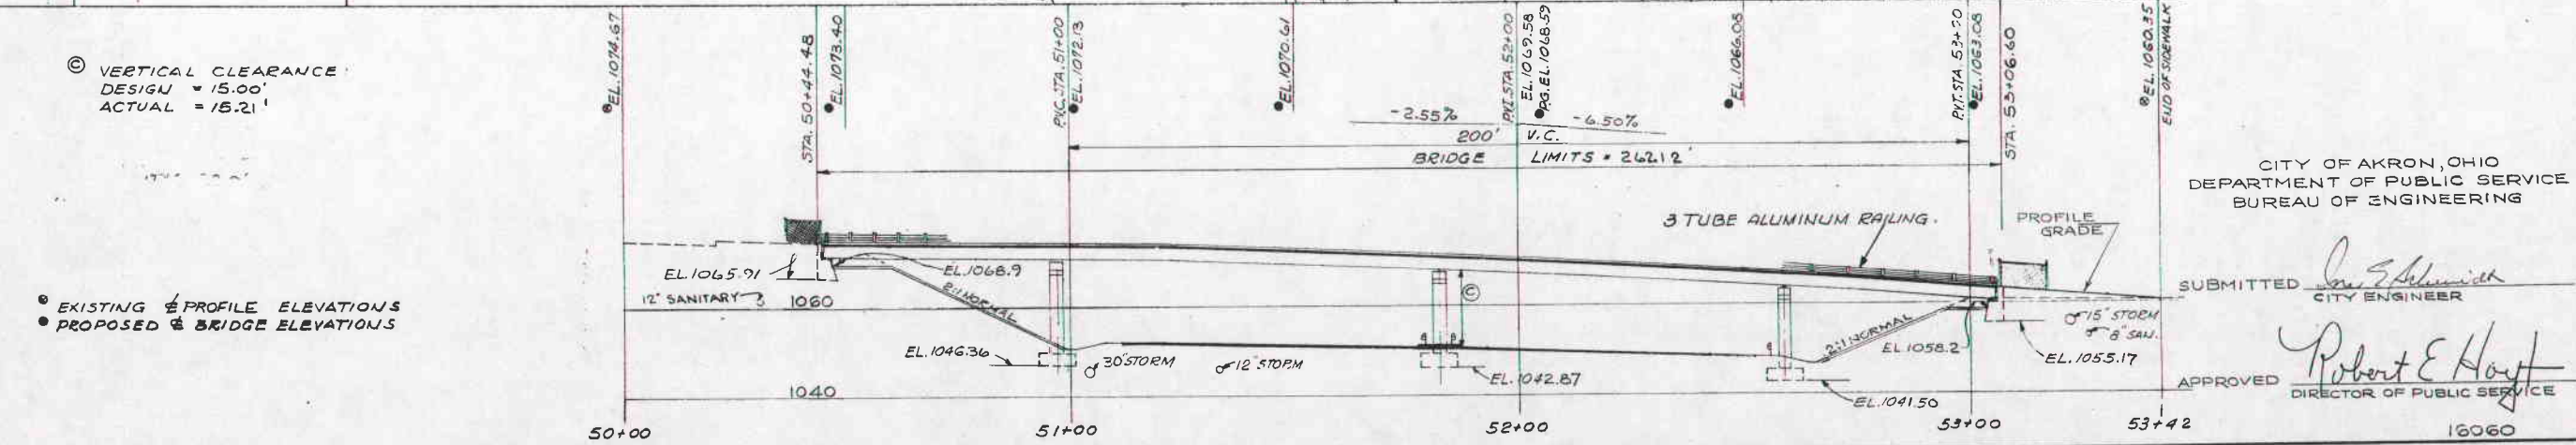 Ⓒ VERTICAL CLEARANCE
DESIGN = 15.00'
ACTUAL = 15.21'
EXISTING ℄ PROFILE ELEVATIONS
PROPOSED ℄ BRIDGE ELEVATIONS
EL. 1074.67
STA. 50+44.48
EL. 1073.40
P.V.C. STA. 51+00
EL. 1072.13
EL. 1070.61
P.V.I. STA. 52+00
EL. 1069.58
P.G. EL. 1068.59
EL. 1066.08
P.V.T. STA. 53+00
EL. 1063.08
STA. 53+06.60
EL. 1060.35
END OF SIDEWALK
-2.55%
-6.50%
200' V.C.
BRIDGE LIMITS = 262.12'
3 TUBE ALUMINUM RAILING.
PROFILE
GRADE
EL. 1065.91
EL. 1068.9
12" SANITARY
1060
2:1 NORMAL
Ⓒ
2:1 NORMAL
EL 1058.2
15" STORM
8" SAN.
EL. 1055.17
EL. 1046.36
30" STORM
12" STORM
EL. 1042.87
EL. 1041.50
1040
50+00
51+00
52+00
53+00
53+42
CITY OF AKRON, OHIO
DEPARTMENT OF PUBLIC SERVICE
BUREAU OF ENGINEERING
SUBMITTED
CITY ENGINEER
APPROVED Robert E Hoyt
DIRECTOR OF PUBLIC SERVICE
16060